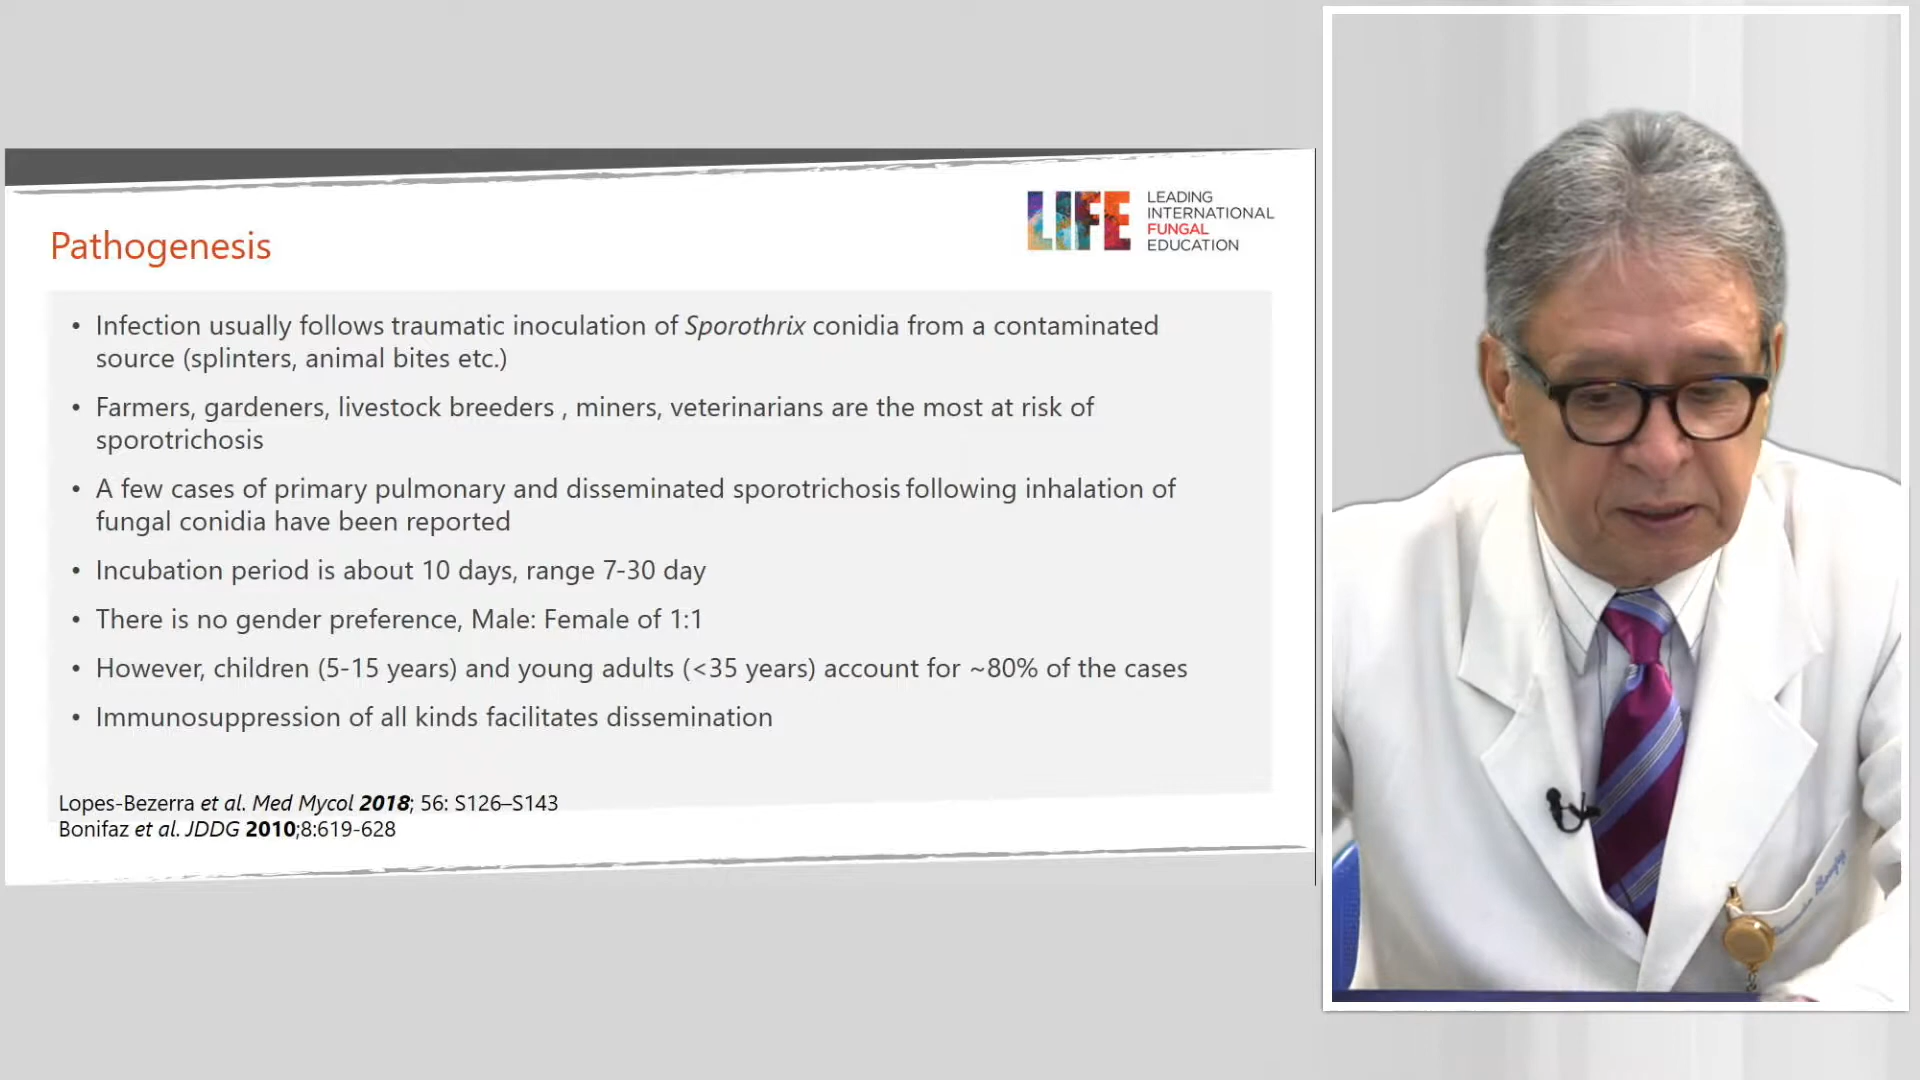 LIFE
LEADING
INTERNATIONAL
FUNGAL
EDUCATION
Pathogenesis
• Infection usually follows traumatic inoculation of Sporothrix conidia from a contaminated
source (splinters, animal bites etc.)
• Farmers, gardeners, livestock breeders , miners, veterinarians are the most at risk of
sporotrichosis
• A few cases of primary pulmonary and disseminated sporotrichosis following inhalation of
fungal conidia have been reported
• Incubation period is about 10 days, range 7-30 day
• There is no gender preference, Male: Female of 1:1
• However, children (5-15 years) and young adults (<35 years) account for ~80% of the cases
• Immunosuppression of all kinds facilitates dissemination
Lopes-Bezerra et al. Med Mycol 2018; 56: S126–S143
Bonifaz et al. JDDG 2010;8:619-628